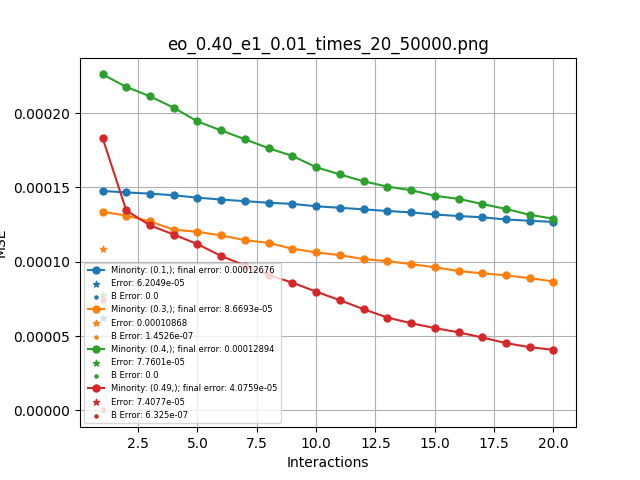 eo_0.40_e1_0.01_times_20_50000.png
MSE
0.00020
0.00015
0.00010
0.00005
0.00000
Minority: (0.1,); final error: 0.00012676
Error: 6.2049e-05
B Error: 0.0
Minority: (0.3,); final error: 8.6693e-05
Error: 0.00010868
B Error: 1.4526e-07
Minority: (0.4,); final error: 0.00012894
Error: 7.7601e-05
B Error: 0.0
Minority: (0.49,); final error: 4.0759e-05
Error: 7.4077e-05
B Error: 6.325e-07
2.5 5.0 7.5 10.0 12.5 15.0 17.5 20.0
Interactions